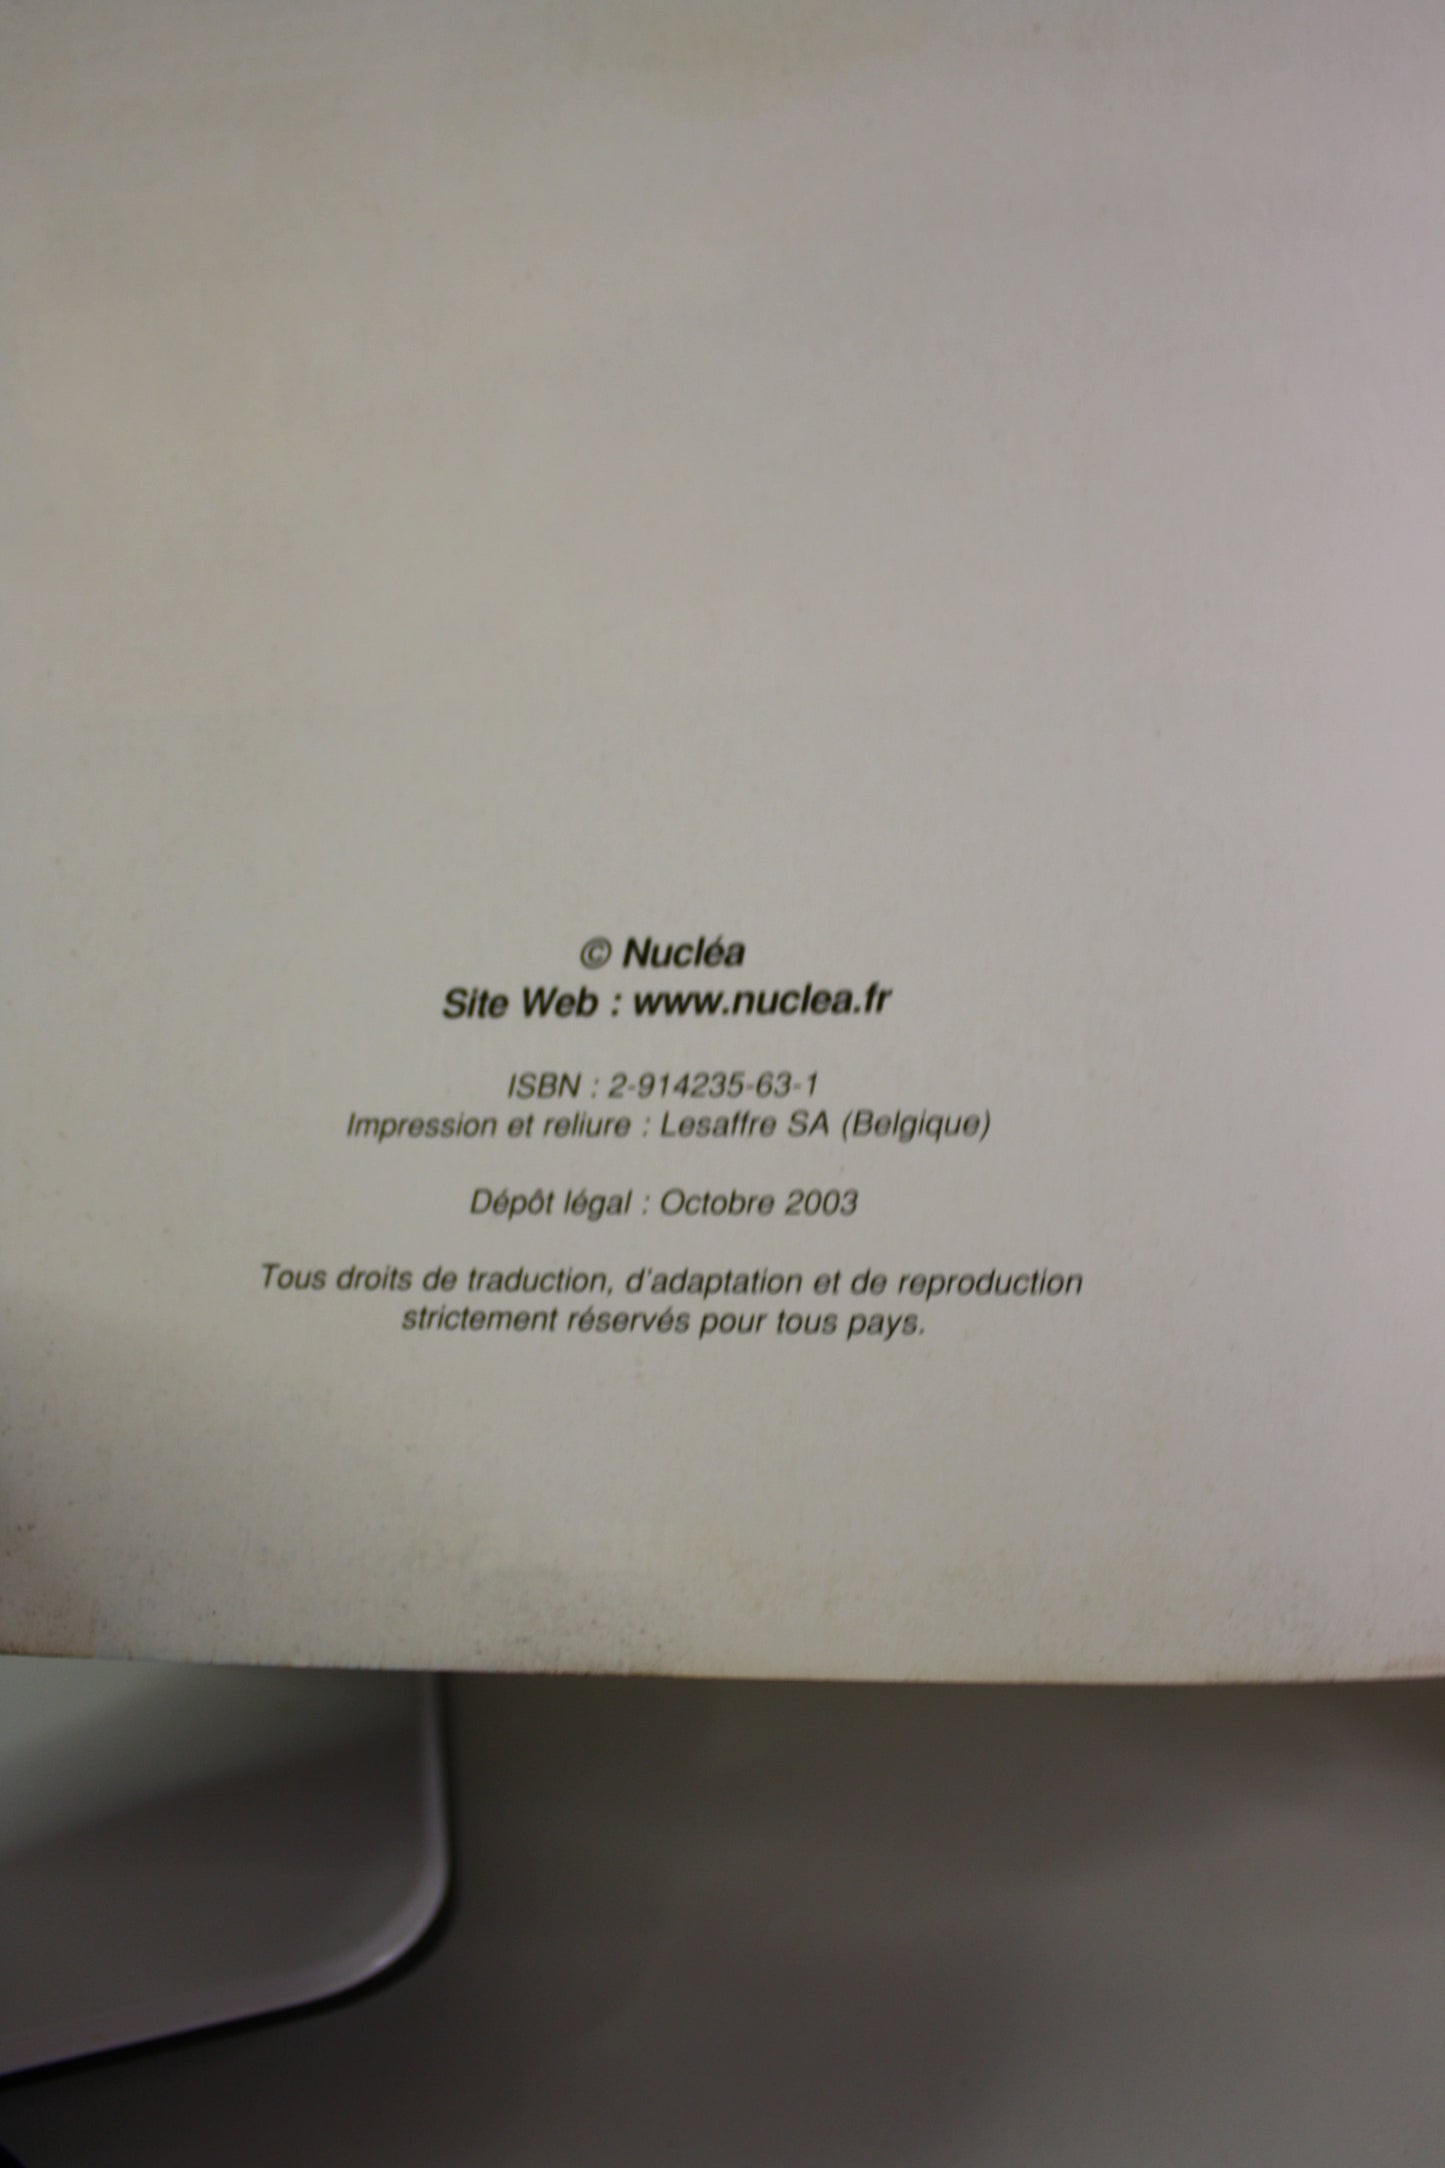 © Nucléa
Site Web : www.nuclea.fr
ISBN : 2-914235-63-1
Impression et reliure : Lesaffre SA (Belgique)
Dépôt légal : Octobre 2003
Tous droits de traduction, d'adaptation et de reproduction
strictement réservés pour tous pays.